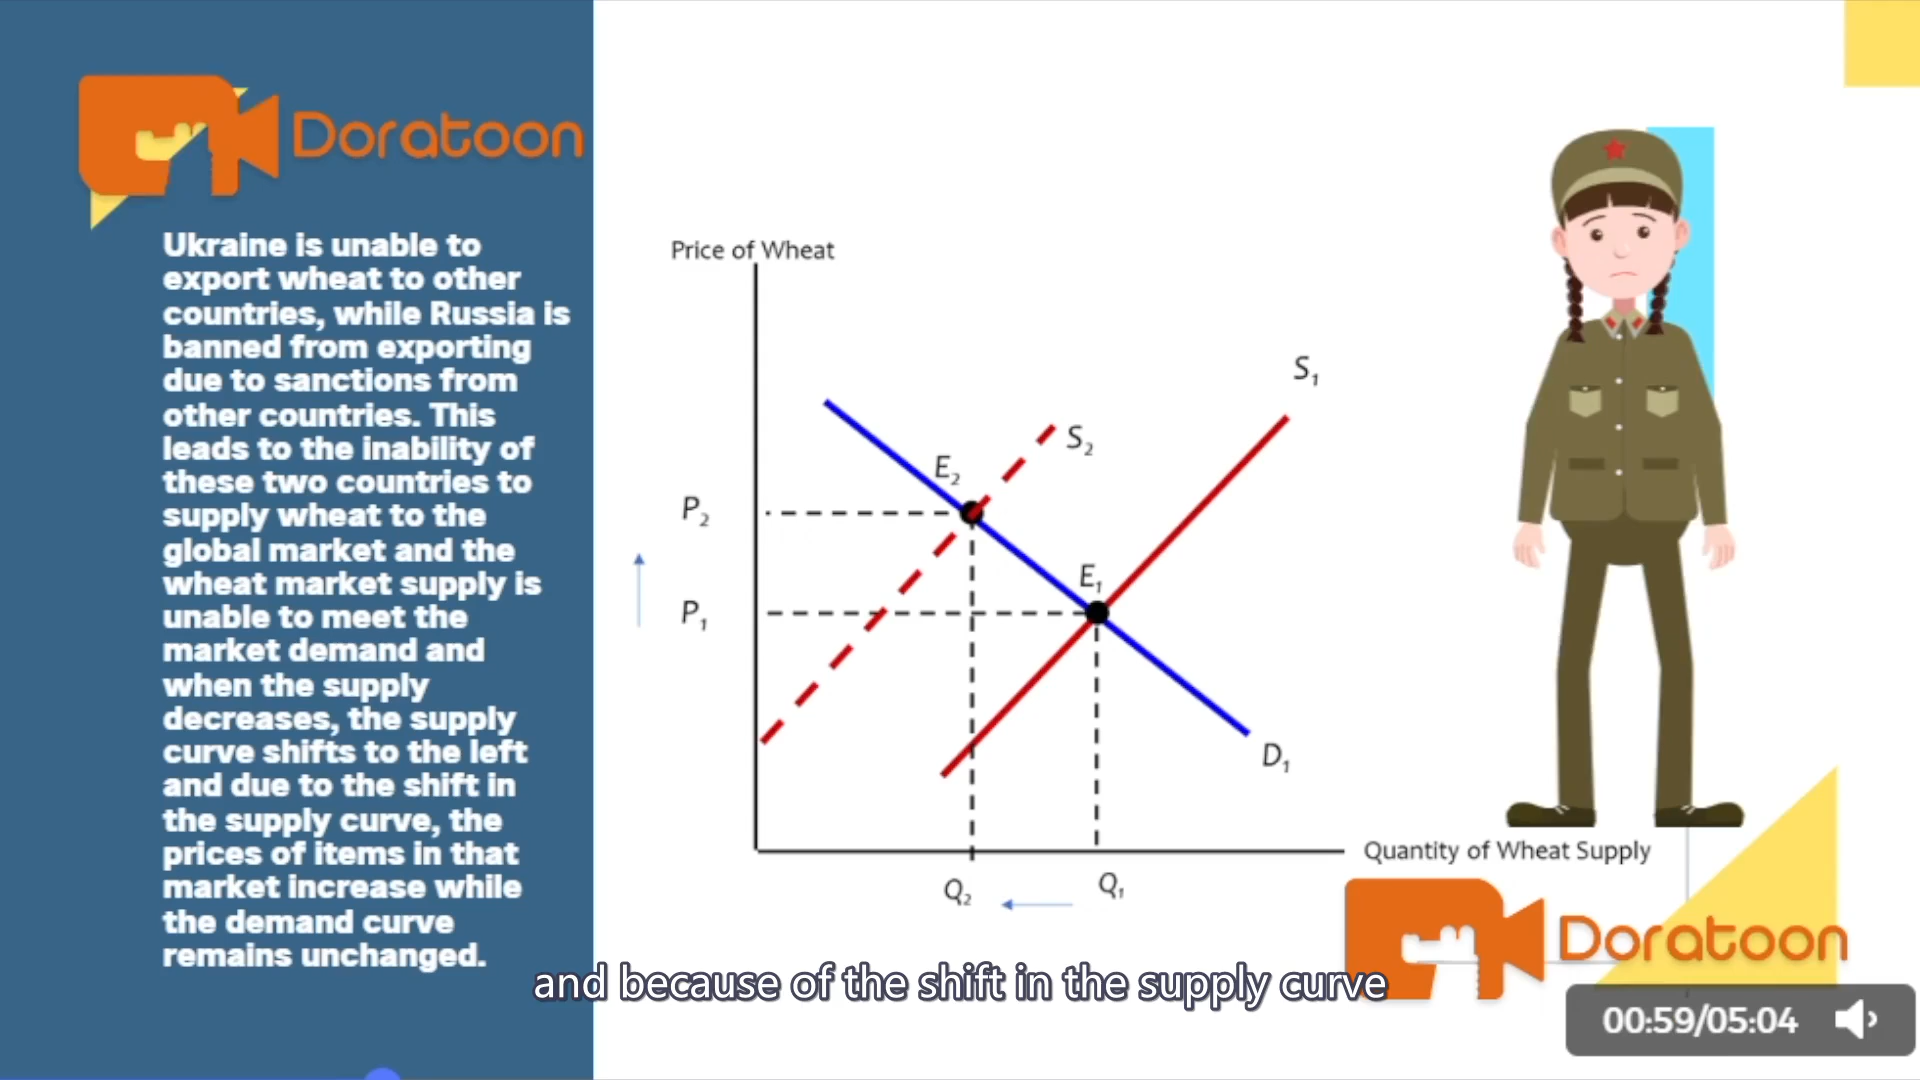 Doratoon
Ukraine is unable to
export wheat to other
countries, while Russia is
banned from exporting
due to sanctions from
other countries. This
leads to the inability of
these two countries to
supply wheat to the
global market and the
wheat market supply is
unable to meet the
market demand and
when the supply
decreases, the supply
curve shifts to the left
and due to the shift in
the supply curve, the
prices of items in that
market increase while
the demand curve
remains unchanged.
Price of Wheat
S₁
S₂
E₂
P₂
E₁
P₁
D₁
Quantity of Wheat Supply
Q₂
Q₁
Doratoon
and because of the shift in the supply curve
00:59/05:04